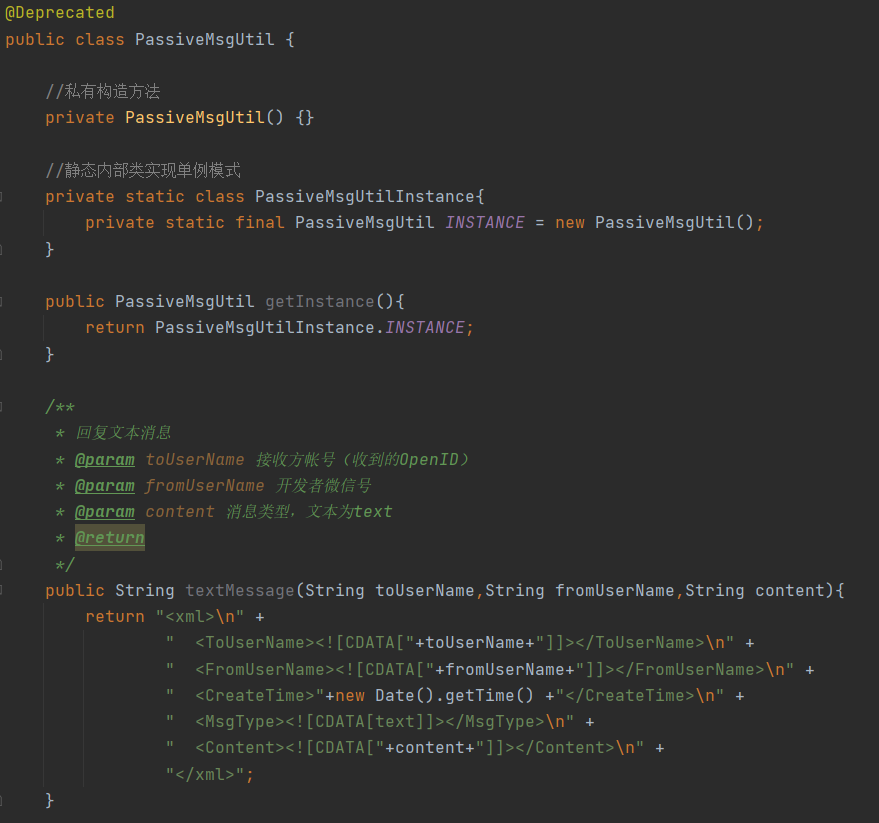 @Deprecated
public class PassiveMsgUtil {
//私有构造方法
private PassiveMsgUtil() {}
//静态内部类实现单例模式
private static class PassiveMsgUtilInstance{
private static final PassiveMsgUtil INSTANCE = new PassiveMsgUtil();
}
public PassiveMsgUtil getInstance(){
return PassiveMsgUtilInstance.INSTANCE;
}
/**
* 回复文本消息
* @param toUserName 接收方帐号（收到的OpenID）
* @param fromUserName 开发者微信号
* @param content 消息类型，文本为text
* @return
*/
public String textMessage(String toUserName,String fromUserName,String content){
return "<xml>\n" +
"  <ToUserName><![CDATA["+toUserName+"]]></ToUserName>\n" +
"  <FromUserName><![CDATA["+fromUserName+"]]></FromUserName>\n" +
"  <CreateTime>"+new Date().getTime() +"</CreateTime>\n" +
"  <MsgType><![CDATA[text]]></MsgType>\n" +
"  <Content><![CDATA["+content+"]]></Content>\n" +
"</xml>";
}